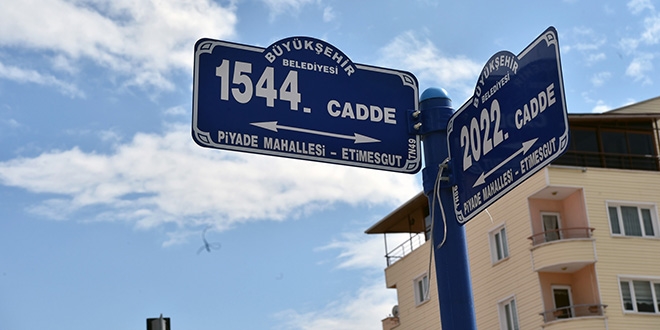 BÜYÜKŞEHİR
BELEDİYESİ
1544. CADDE
PİYADE MAHALLESİ - ETİMESGUT
BÜYÜKŞEHİR
BELEDİYESİ
2022. CADDE
PİYADE MAHALLESİ - ETİMESGUT